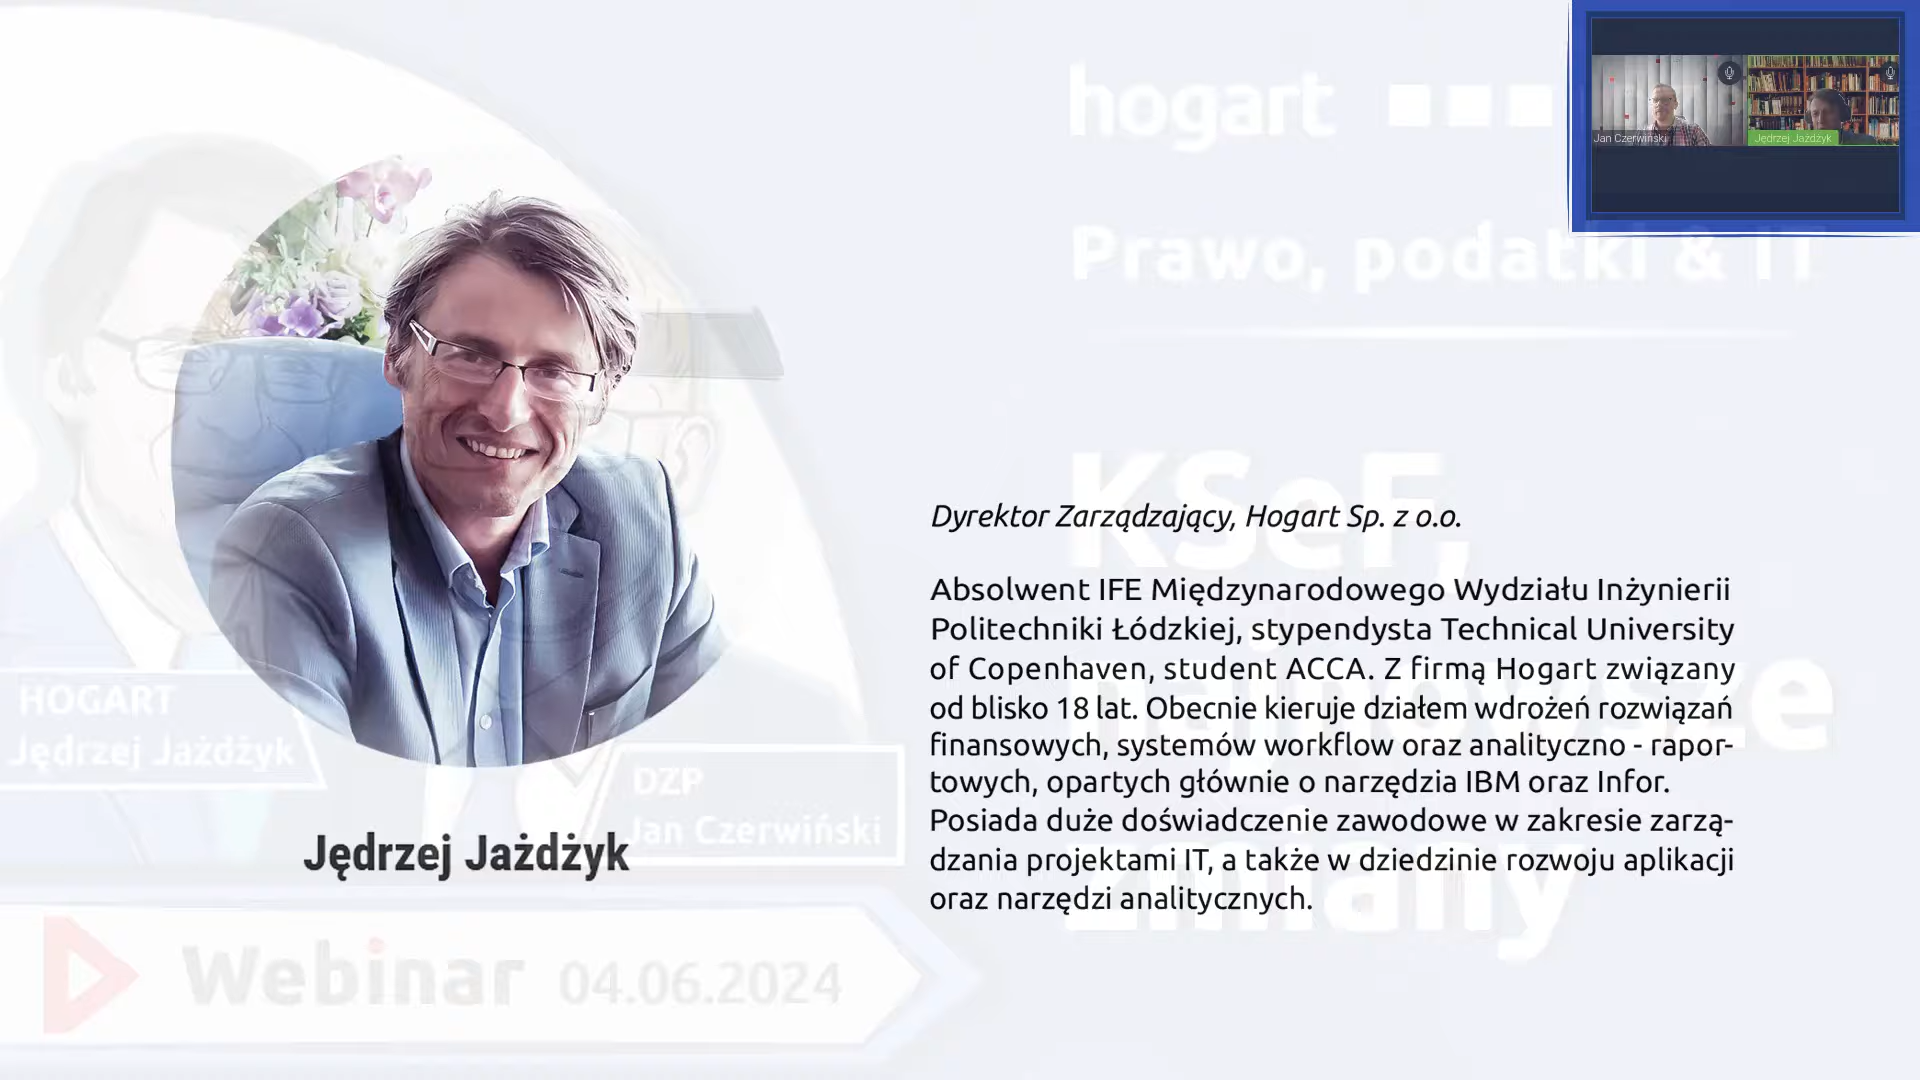 hogart
Jan Czerwiński
Jędrzej Jażdżyk
Prawo, podatki & IT
KSeF,
najnowsze
zmiany
Dyrektor Zarządzający, Hogart Sp. z o.o.
Absolwent IFE Międzynarodowego Wydziału Inżynierii
Politechniki Łódzkiej, stypendysta Technical University
of Copenhaven, student ACCA. Z firmą Hogart związany
od blisko 18 lat. Obecnie kieruje działem wdrożeń rozwiązań
finansowych, systemów workflow oraz analityczno - rapor-
towych, opartych głównie o narzędzia IBM oraz Infor.
Posiada duże doświadczenie zawodowe w zakresie zarzą-
dzania projektami IT, a także w dziedzinie rozwoju aplikacji
oraz narzędzi analitycznych.
HOGART
Jędrzej Jażdżyk
DZP
Jan Czerwiński
Jędrzej Jażdżyk
Webinar 04.06.2024